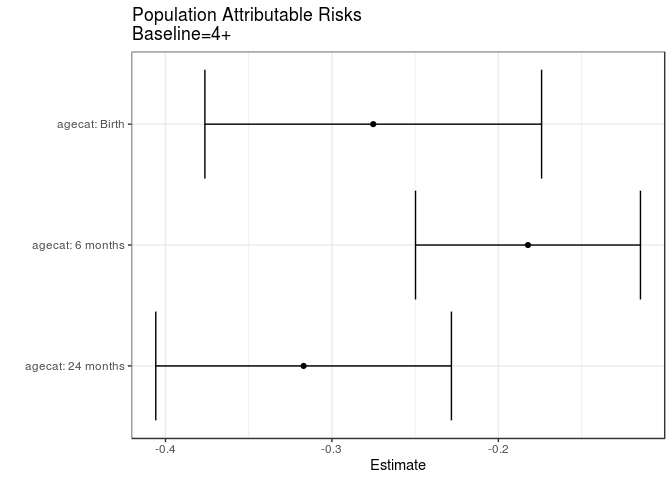 Population Attributable Risks
Baseline=4+
agecat: Birth
agecat: 6 months
agecat: 24 months
-0.4 -0.3 -0.2
Estimate